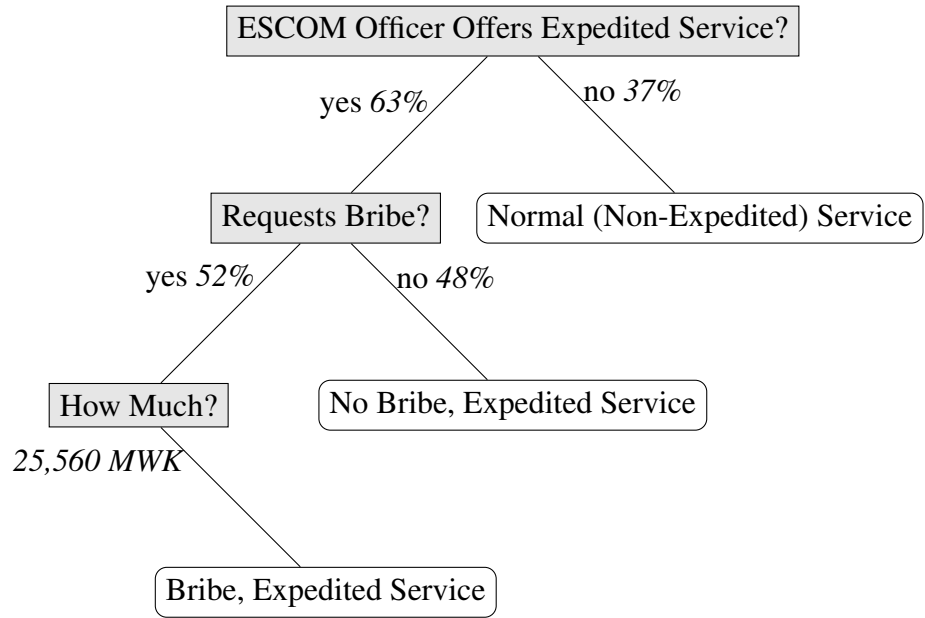 ESCOM Officer Offers Expedited Service?
yes 63%
no 37%
Requests Bribe?
Normal (Non-Expedited) Service
yes 52%
no 48%
How Much?
No Bribe, Expedited Service
25,560 MWK
Bribe, Expedited Service